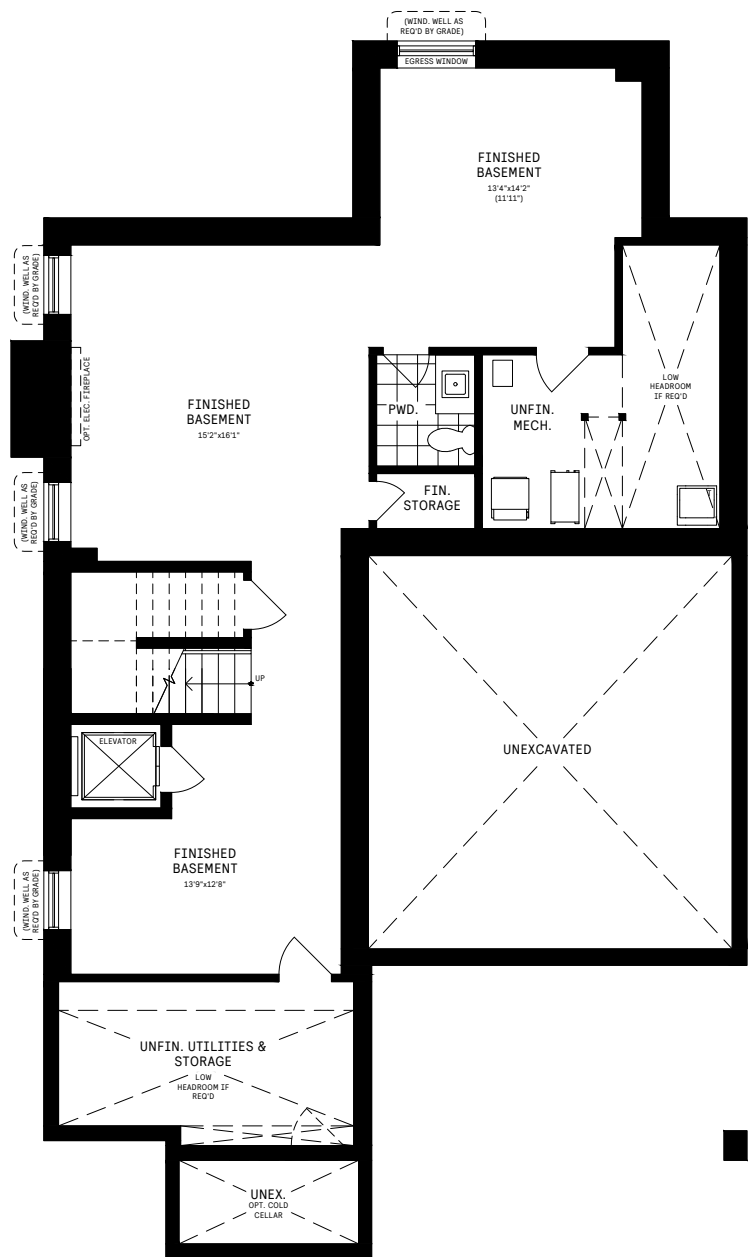 (WIND. WELL AS
REQ'D BY GRADE)
EGRESS WINDOW
FINISHED
BASEMENT
13'4"x14'2"
(11'11")
(WIND. WELL AS
REQ'D BY GRADE)
OPT. ELEC. FIREPLACE
FINISHED
BASEMENT
15'2"x16'1"
PWD.
UNFIN.
MECH.
LOW
HEADROOM
IF REQ'D
(WIND. WELL AS
REQ'D BY GRADE)
FIN.
STORAGE
UP
ELEVATOR
UNEXCAVATED
FINISHED
BASEMENT
13'9"x12'8"
(WIND. WELL AS
REQ'D BY GRADE)
UNFIN. UTILITIES &
STORAGE
LOW
HEADROOM IF
REQ'D
UNEX.
OPT. COLD
CELLAR